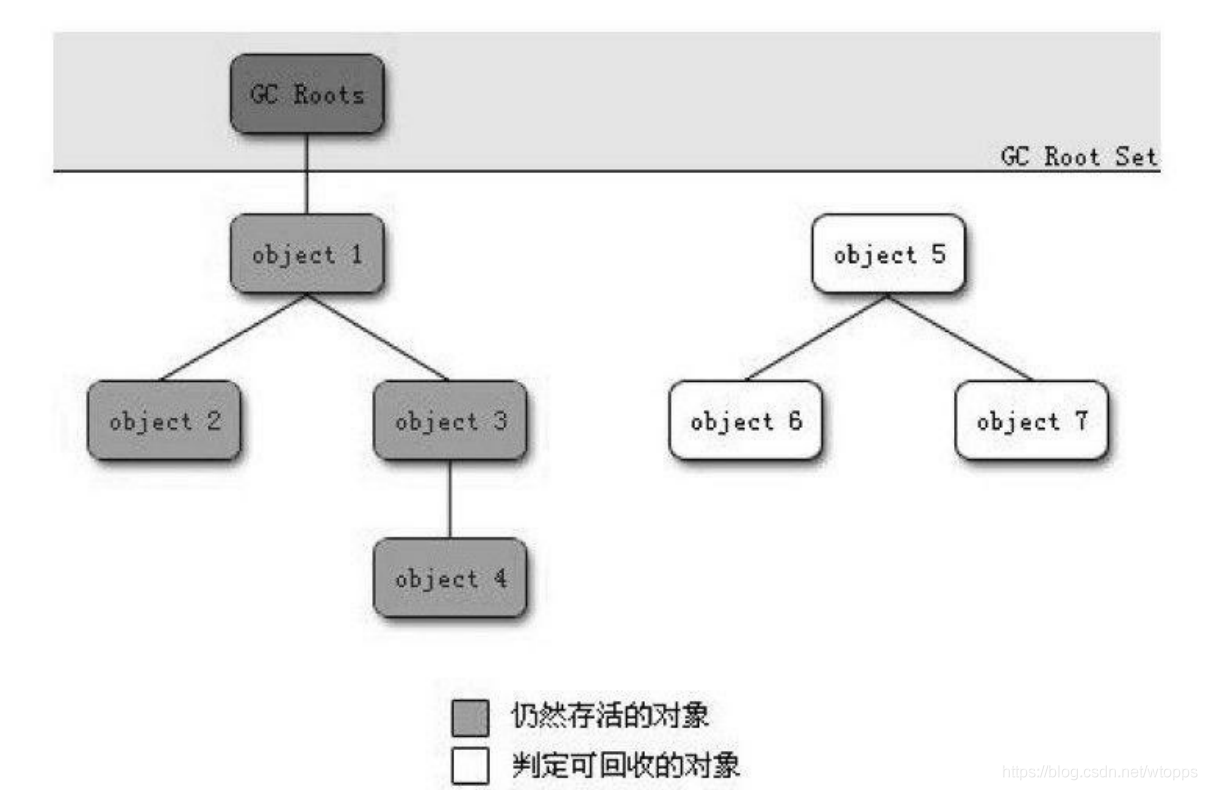 GC Roots
GC Root Set
object 1
object 5
object 2
object 3
object 6
object 7
object 4
仍然存活的对象
判定可回收的对象
https://blog.csdn.net/wtopps